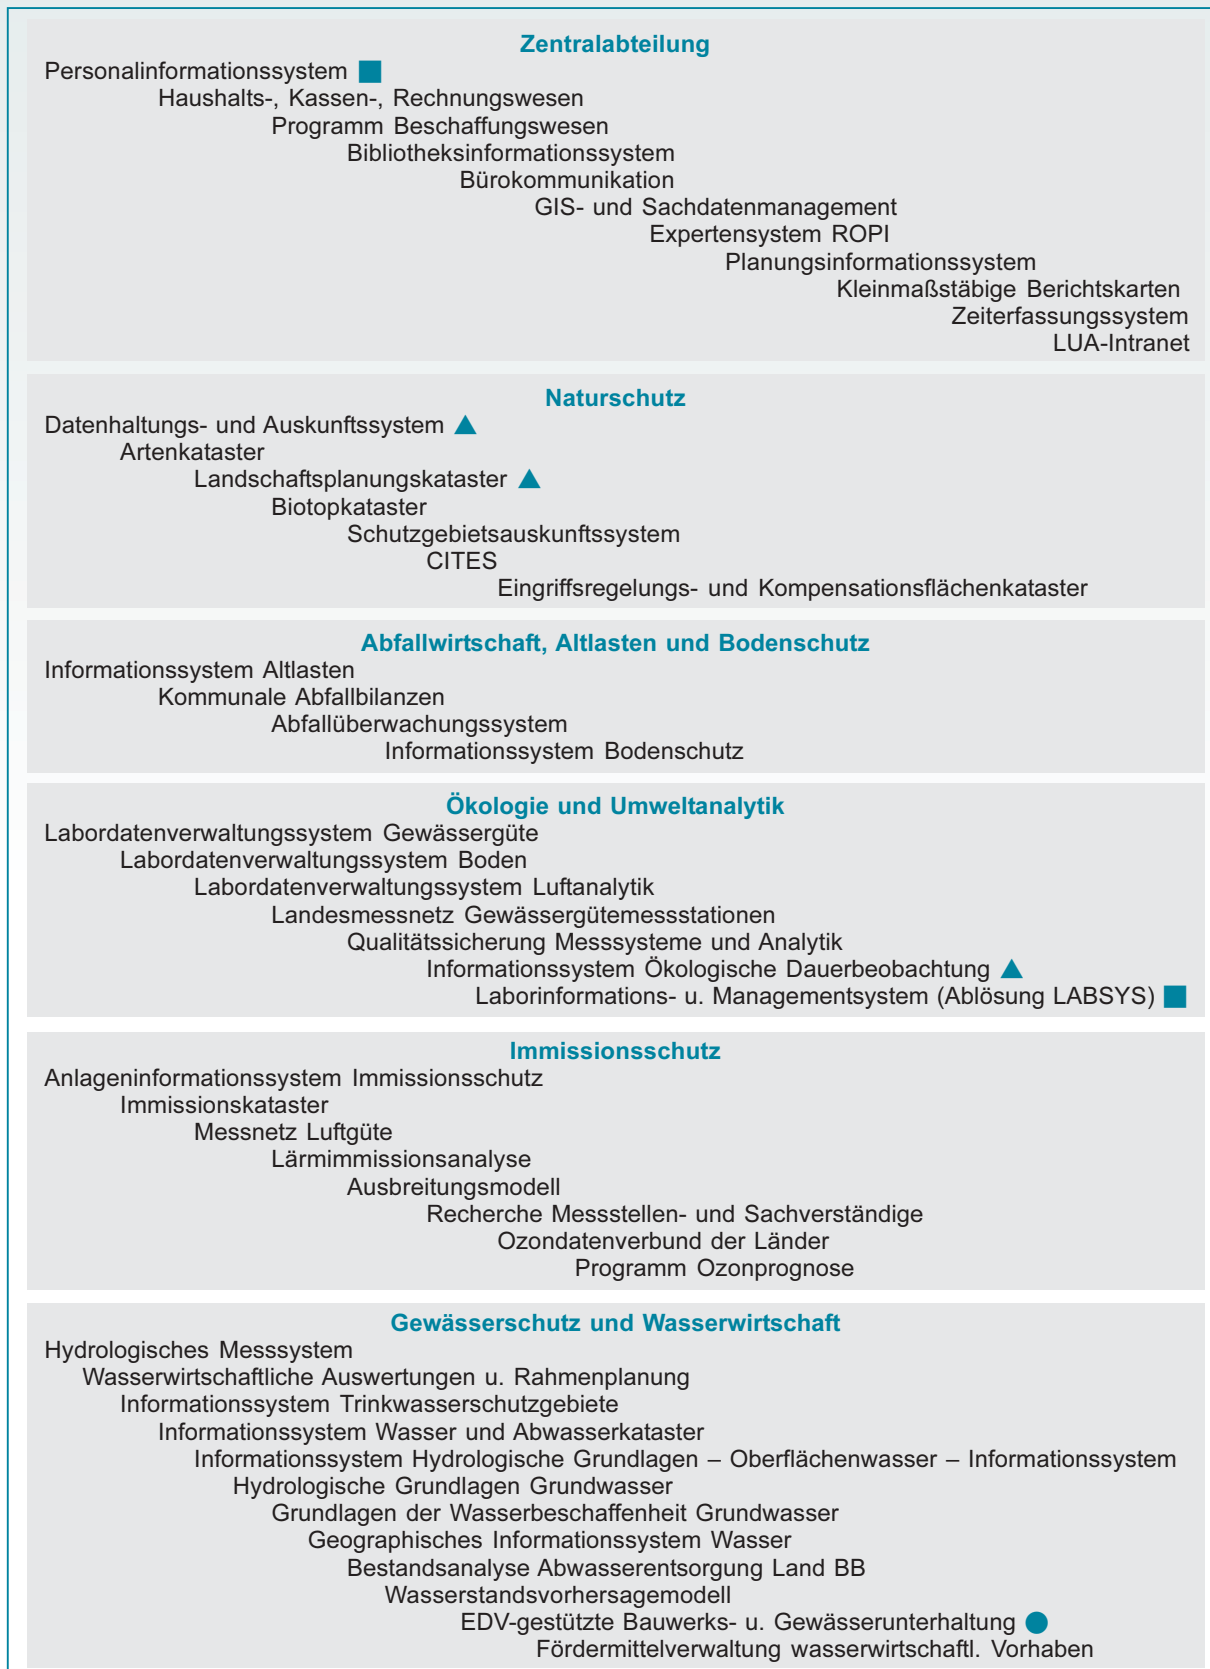 Zentralabteilung
Personalinformationssystem
Haushalts-, Kassen-, Rechnungswesen
Programm Beschaffungswesen
Bibliotheksinformationssystem
Bürokommunikation
GIS- und Sachdatenmanagement
Expertensystem ROPI
Planungsinformationssystem
Kleinmaßstäbige Berichtskarten
Zeiterfassungssystem
LUA-Intranet
Naturschutz
Datenhaltungs- und Auskunftssystem
Artenkataster
Landschaftsplanungskataster
Biotopkataster
Schutzgebietsauskunftssystem
CITES
Eingriffsregelungs- und Kompensationsflächenkataster
Abfallwirtschaft, Altlasten und Bodenschutz
Informationssystem Altlasten
Kommunale Abfallbilanzen
Abfallüberwachungssystem
Informationssystem Bodenschutz
Ökologie und Umweltanalytik
Labordatenverwaltungssystem Gewässergüte
Labordatenverwaltungssystem Boden
Labordatenverwaltungssystem Luftanalytik
Landesmessnetz Gewässergütemessstationen
Qualitätssicherung Messsysteme und Analytik
Informationssystem Ökologische Dauerbeobachtung
Laborinformations- u. Managementsystem (Ablösung LABSYS)
Immissionsschutz
Anlageninformationssystem Immissionsschutz
Immissionskataster
Messnetz Luftgüte
Lärmimmissionsanalyse
Ausbreitungsmodell
Recherche Messstellen- und Sachverständige
Ozondatenverbund der Länder
Programm Ozonprognose
Gewässerschutz und Wasserwirtschaft
Hydrologisches Messsystem
Wasserwirtschaftliche Auswertungen u. Rahmenplanung
Informationssystem Trinkwasserschutzgebiete
Informationssystem Wasser und Abwasserkataster
Informationssystem Hydrologische Grundlagen – Oberflächenwasser – Informationssystem
Hydrologische Grundlagen Grundwasser
Grundlagen der Wasserbeschaffenheit Grundwasser
Geographisches Informationssystem Wasser
Bestandsanalyse Abwasserentsorgung Land BB
Wasserstandsvorhersagemodell
EDV-gestützte Bauwerks- u. Gewässerunterhaltung
Fördermittelverwaltung wasserwirtschaftl. Vorhaben